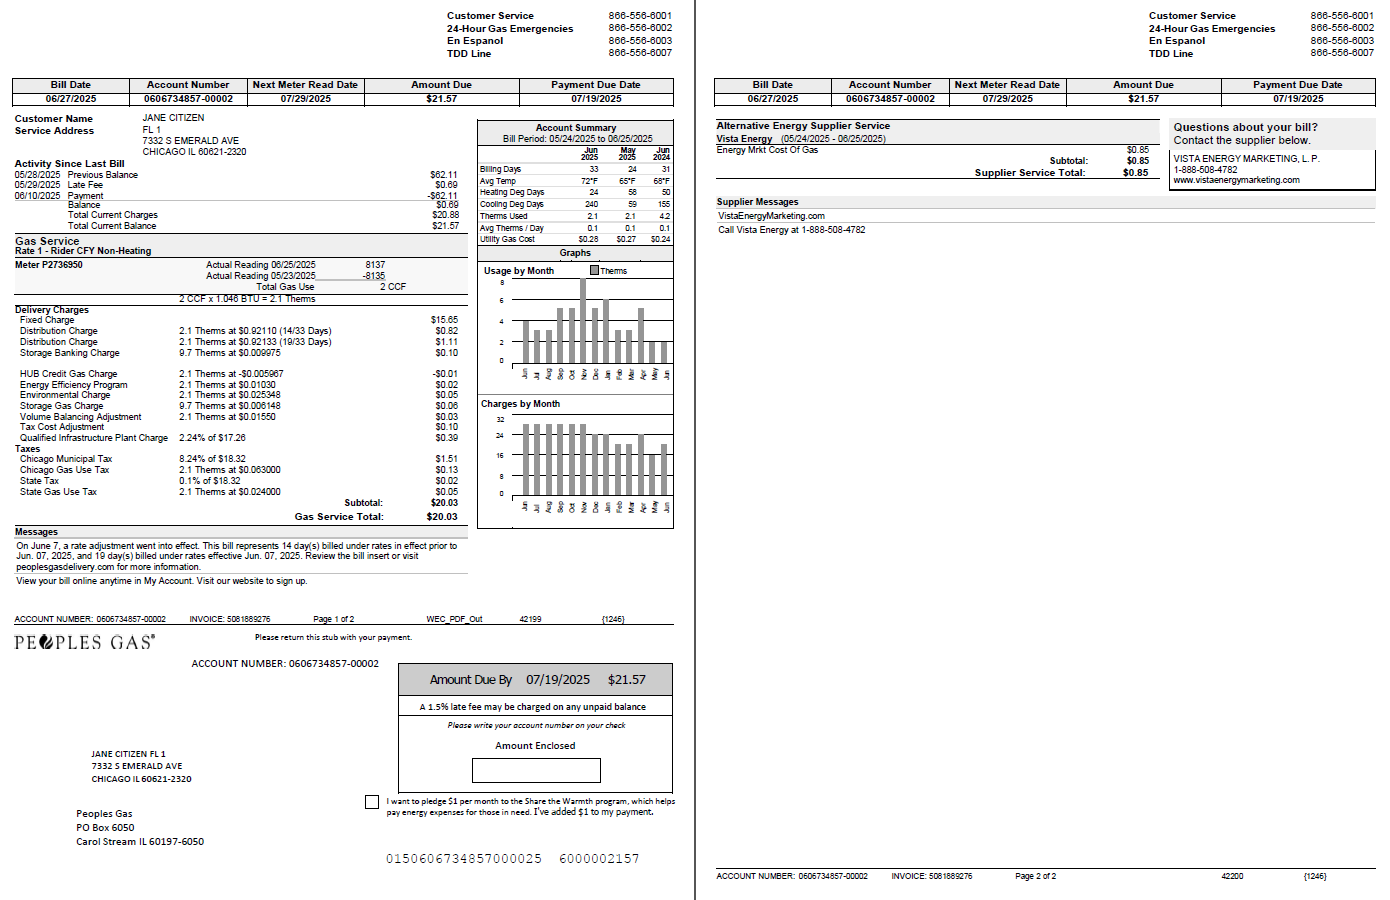 Customer Service 866-556-6001
24-Hour Gas Emergencies 866-556-6002
En Espanol 866-556-6003
TDD Line 866-556-6007
Bill Date Account Number Next Meter Read Date Amount Due Payment Due Date
06/27/2025 0606734857-00002 07/29/2025 $21.57 07/19/2025
Customer Name JANE CITIZEN
Service Address FL 1
7332 S EMERALD AVE
CHICAGO IL 60621-2320
Activity Since Last Bill
05/28/2025 Previous Balance $62.11
05/29/2025 Late Fee $0.69
06/10/2025 Payment -$62.11
Balance $0.69
Total Current Charges $20.88
Total Current Balance $21.57
Gas Service
Rate 1 - Rider CFY Non-Heating
Meter P2736950 Actual Reading 06/25/2025 8137
Actual Reading 05/23/2025 -8135
Total Gas Use 2 CCF
2 CCF x 1.046 BTU = 2.1 Therms
Delivery Charges
Fixed Charge $15.65
Distribution Charge 2.1 Therms at $0.92110 (14/33 Days) $0.82
Distribution Charge 2.1 Therms at $0.92133 (19/33 Days) $1.11
Storage Banking Charge 9.7 Therms at $0.009975 $0.10
HUB Credit Gas Charge 2.1 Therms at -$0.005967 -$0.01
Energy Efficiency Program 2.1 Therms at $0.01030 $0.02
Environmental Charge 2.1 Therms at $0.025348 $0.05
Storage Gas Charge 9.7 Therms at $0.006148 $0.06
Volume Balancing Adjustment 2.1 Therms at $0.01550 $0.03
Tax Cost Adjustment $0.10
Qualified Infrastructure Plant Charge 2.24% of $17.26 $0.39
Taxes
Chicago Municipal Tax 8.24% of $18.32 $1.51
Chicago Gas Use Tax 2.1 Therms at $0.063000 $0.13
State Tax 0.1% of $18.32 $0.02
State Gas Use Tax 2.1 Therms at $0.024000 $0.05
Subtotal: $20.03
Gas Service Total: $20.03
Messages
On June 7, a rate adjustment went into effect. This bill represents 14 day(s) billed under rates in effect prior to
Jun. 07, 2025, and 19 day(s) billed under rates effective Jun. 07, 2025. Review the bill insert or visit
peoplesgasdelivery.com for more information.
View your bill online anytime in My Account. Visit our website to sign up.
Account Summary
Bill Period: 05/24/2025 to 06/25/2025
Jun 2025 May 2025 Jun 2024
Billing Days 33 24 31
Avg Temp 72°F 65°F 68°F
Heating Deg Days 24 58 50
Cooling Deg Days 240 59 155
Therms Used 2.1 2.1 4.2
Avg Therms / Day 0.1 0.1 0.1
Utility Gas Cost $0.28 $0.27 $0.24
Graphs
Usage by Month Therms
8
6
4
2
0
Jun Jul Aug Sep Oct Nov Dec Jan Feb Mar Apr May Jun
Charges by Month
32
24
16
8
0
Jun Jul Aug Sep Oct Nov Dec Jan Feb Mar Apr May Jun
ACCOUNT NUMBER: 0606734857-00002 INVOICE: 5081889276 Page 1 of 2 WEC_PDF_Out 42199 {1246}
PEOPLES GAS®
Please return this stub with your payment.
ACCOUNT NUMBER: 0606734857-00002
Amount Due By 07/19/2025 $21.57
A 1.5% late fee may be charged on any unpaid balance
Please write your account number on your check
Amount Enclosed
JANE CITIZEN FL 1
7332 S EMERALD AVE
CHICAGO IL 60621-2320
I want to pledge $1 per month to the Share the Warmth program, which helps
pay energy expenses for those in need. I've added $1 to my payment.
Peoples Gas
PO Box 6050
Carol Stream IL 60197-6050
0150606734857000025 6000002157
Customer Service 866-556-6001
24-Hour Gas Emergencies 866-556-6002
En Espanol 866-556-6003
TDD Line 866-556-6007
Bill Date Account Number Next Meter Read Date Amount Due Payment Due Date
06/27/2025 0606734857-00002 07/29/2025 $21.57 07/19/2025
Alternative Energy Supplier Service
Vista Energy (05/24/2025 - 06/25/2025)
Energy Mrkt Cost Of Gas $0.85
Subtotal: $0.85
Supplier Service Total: $0.85
Questions about your bill?
Contact the supplier below.
VISTA ENERGY MARKETING, L. P.
1-888-508-4782
www.vistaenergymarketing.com
Supplier Messages
VistaEnergyMarketing.com
Call Vista Energy at 1-888-508-4782
ACCOUNT NUMBER: 0606734857-00002 INVOICE: 5081889276 Page 2 of 2 42200 {1246}